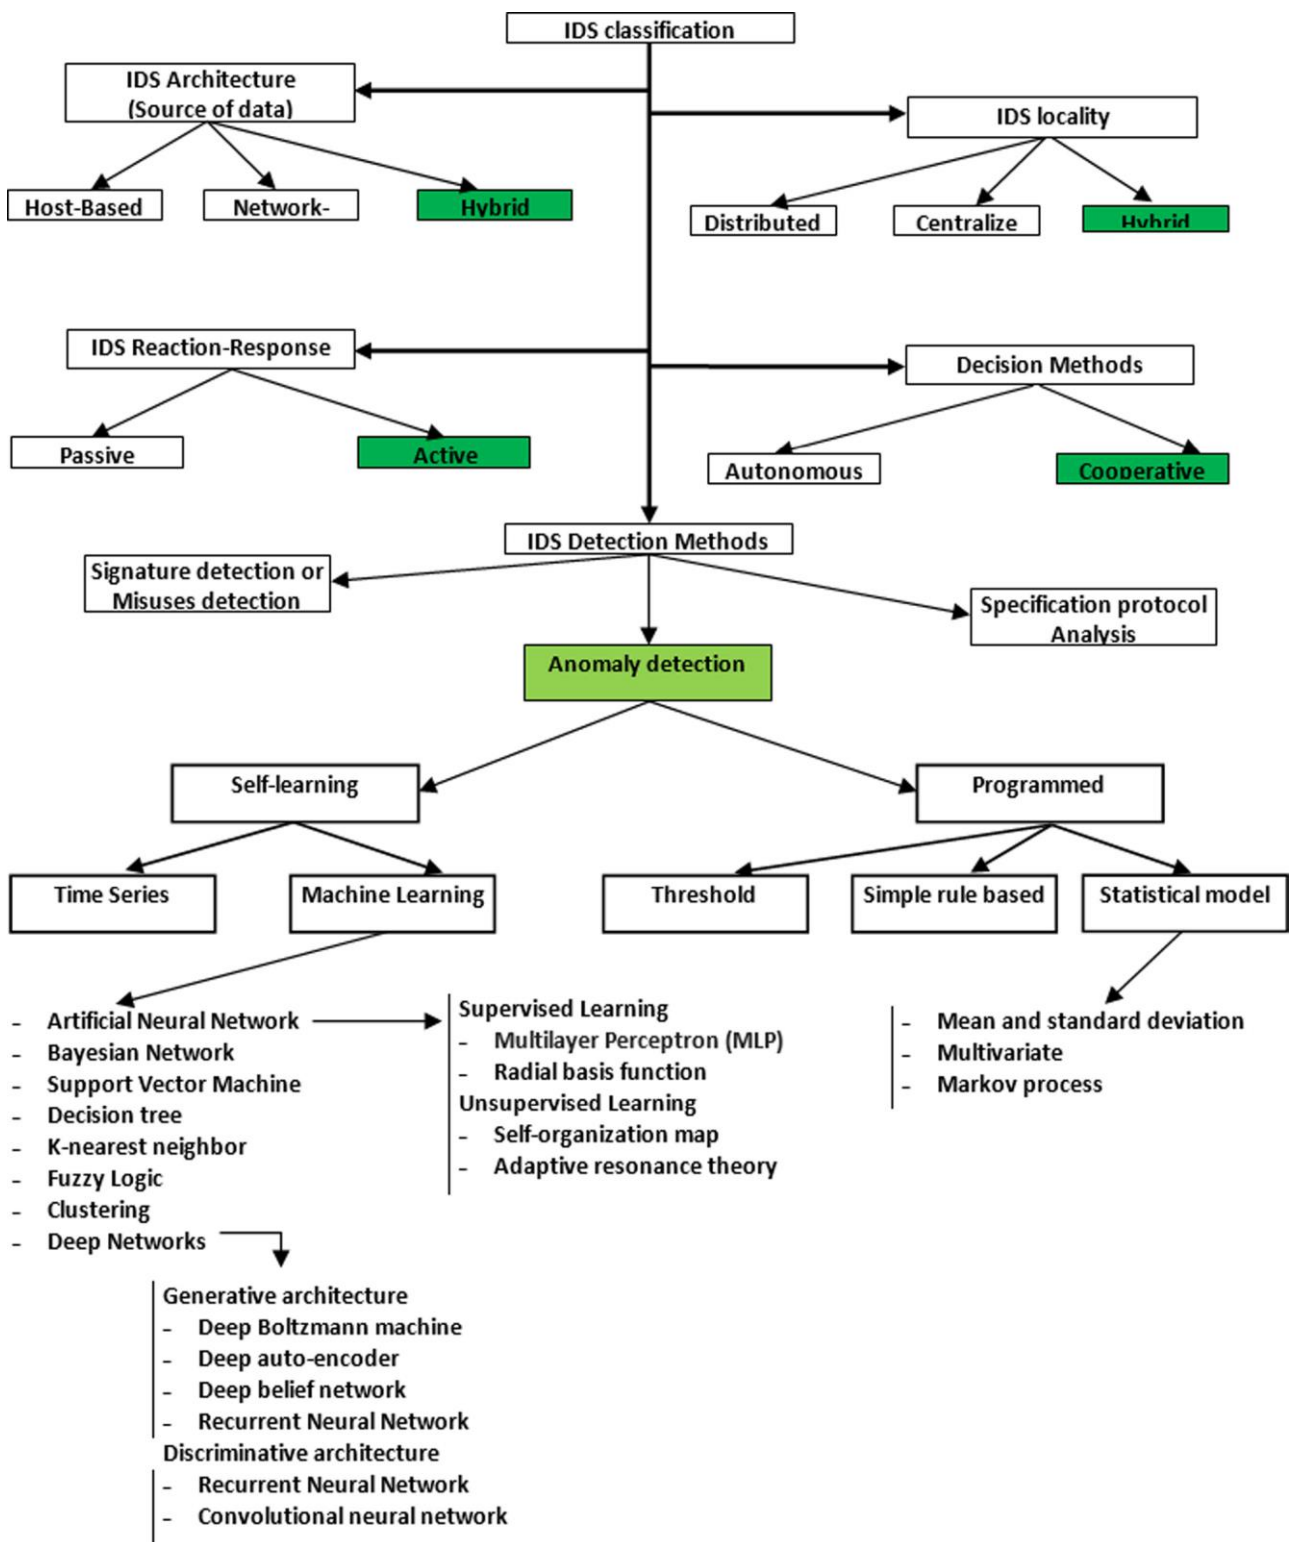 IDS classification
IDS Architecture
(Source of data)
IDS locality
Host-Based
Network-
Hybrid
Distributed
Centralize
Hybrid
IDS Reaction-Response
Decision Methods
Passive
Active
Autonomous
Cooperative
IDS Detection Methods
Signature detection or
Misuses detection
Specification protocol
Analysis
Anomaly detection
Self-learning
Programmed
Time Series
Machine Learning
Threshold
Simple rule based
Statistical model
- Artificial Neural Network
- Bayesian Network
- Support Vector Machine
- Decision tree
- K-nearest neighbor
- Fuzzy Logic
- Clustering
- Deep Networks
Supervised Learning
- Multilayer Perceptron (MLP)
- Radial basis function
Unsupervised Learning
- Self-organization map
- Adaptive resonance theory
- Mean and standard deviation
- Multivariate
- Markov process
Generative architecture
- Deep Boltzmann machine
- Deep auto-encoder
- Deep belief network
- Recurrent Neural Network
Discriminative architecture
- Recurrent Neural Network
- Convolutional neural network